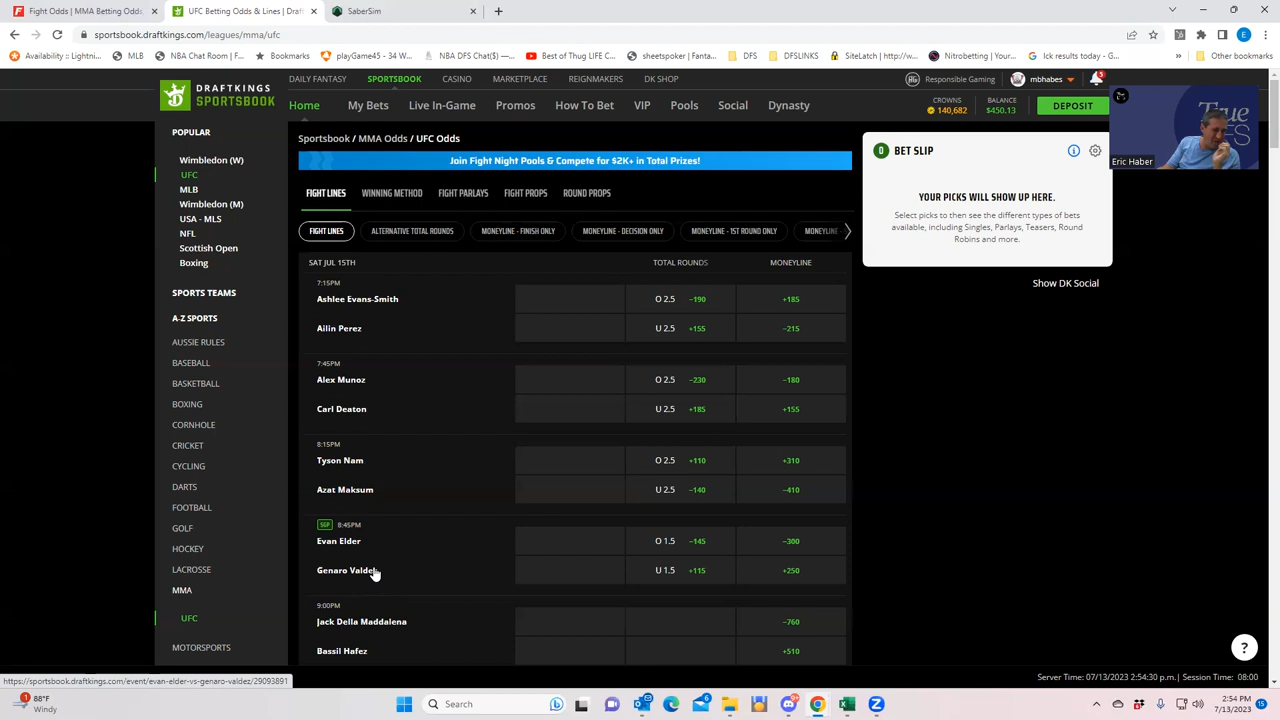 Fight Odds | MMA Betting Odds
UFC Betting Odds & Lines | Draft
SaberSim
sportsbook.draftkings.com/leagues/mma/ufc
Availability :: Lightni...
MLB
NBA Chat Room - F...
Bookmarks
playGame45 - 34 W...
NBA DFS Chat($) -...
Best of Thug LIFE C...
sheetspoker - Fanta...
DFS
DFSLINKS
SiteLatch | http://w...
Nitrobetting | Your...
lck results today - G...
Other bookmarks
DRAFTKINGS
SPORTSBOOK
DAILY FANTASY
SPORTSBOOK
CASINO
MARKETPLACE
REIGNMAKERS
DK SHOP
Responsible Gaming
mbhabes
Home
My Bets
Live In-Game
Promos
How To Bet
VIP
Pools
Social
Dynasty
CROWNS
140,682
BALANCE
$450.13
DEPOSIT
Eric Haber
POPULAR
Wimbledon (W)
UFC
MLB
Wimbledon (M)
USA - MLS
NFL
Scottish Open
Boxing
SPORTS TEAMS
A-Z SPORTS
AUSSIE RULES
BASEBALL
BASKETBALL
BOXING
CORNHOLE
CRICKET
CYCLING
DARTS
FOOTBALL
GOLF
HOCKEY
LACROSSE
MMA
UFC
MOTORSPORTS
Sportsbook / MMA Odds / UFC Odds
Join Fight Night Pools & Compete for $2K+ in Total Prizes!
FIGHT LINES
WINNING METHOD
FIGHT PARLAYS
FIGHT PROPS
ROUND PROPS
FIGHT LINES
ALTERNATIVE TOTAL ROUNDS
MONEYLINE - FINISH ONLY
MONEYLINE - DECISION ONLY
MONEYLINE - 1ST ROUND ONLY
MONEYLINE -
SAT JUL 15TH
TOTAL ROUNDS
MONEYLINE
7:15PM
Ashlee Evans-Smith
O 2.5 −190
+185
Ailin Perez
U 2.5 +155
−215
7:45PM
Alex Munoz
O 2.5 −230
−180
Carl Deaton
U 2.5 +185
+155
8:15PM
Tyson Nam
O 2.5 +110
+310
Azat Maksum
U 2.5 −140
−410
SGP 8:45PM
Evan Elder
O 1.5 −145
−300
Genaro Valdez
U 1.5 +115
+250
9:00PM
Jack Della Maddalena
−760
Bassil Hafez
+510
0 BET SLIP
YOUR PICKS WILL SHOW UP HERE.
Select picks to then see the different types of bets
available, including Singles, Parlays, Teasers, Round
Robins and more.
Show DK Social
?
https://sportsbook.draftkings.com/event/evan-elder-vs-genaro-valdez/29093891
Server Time: 07/13/2023 2:54:30 p.m.| Session Time: 08:00
88°F
Windy
Search
2:54 PM
7/13/2023